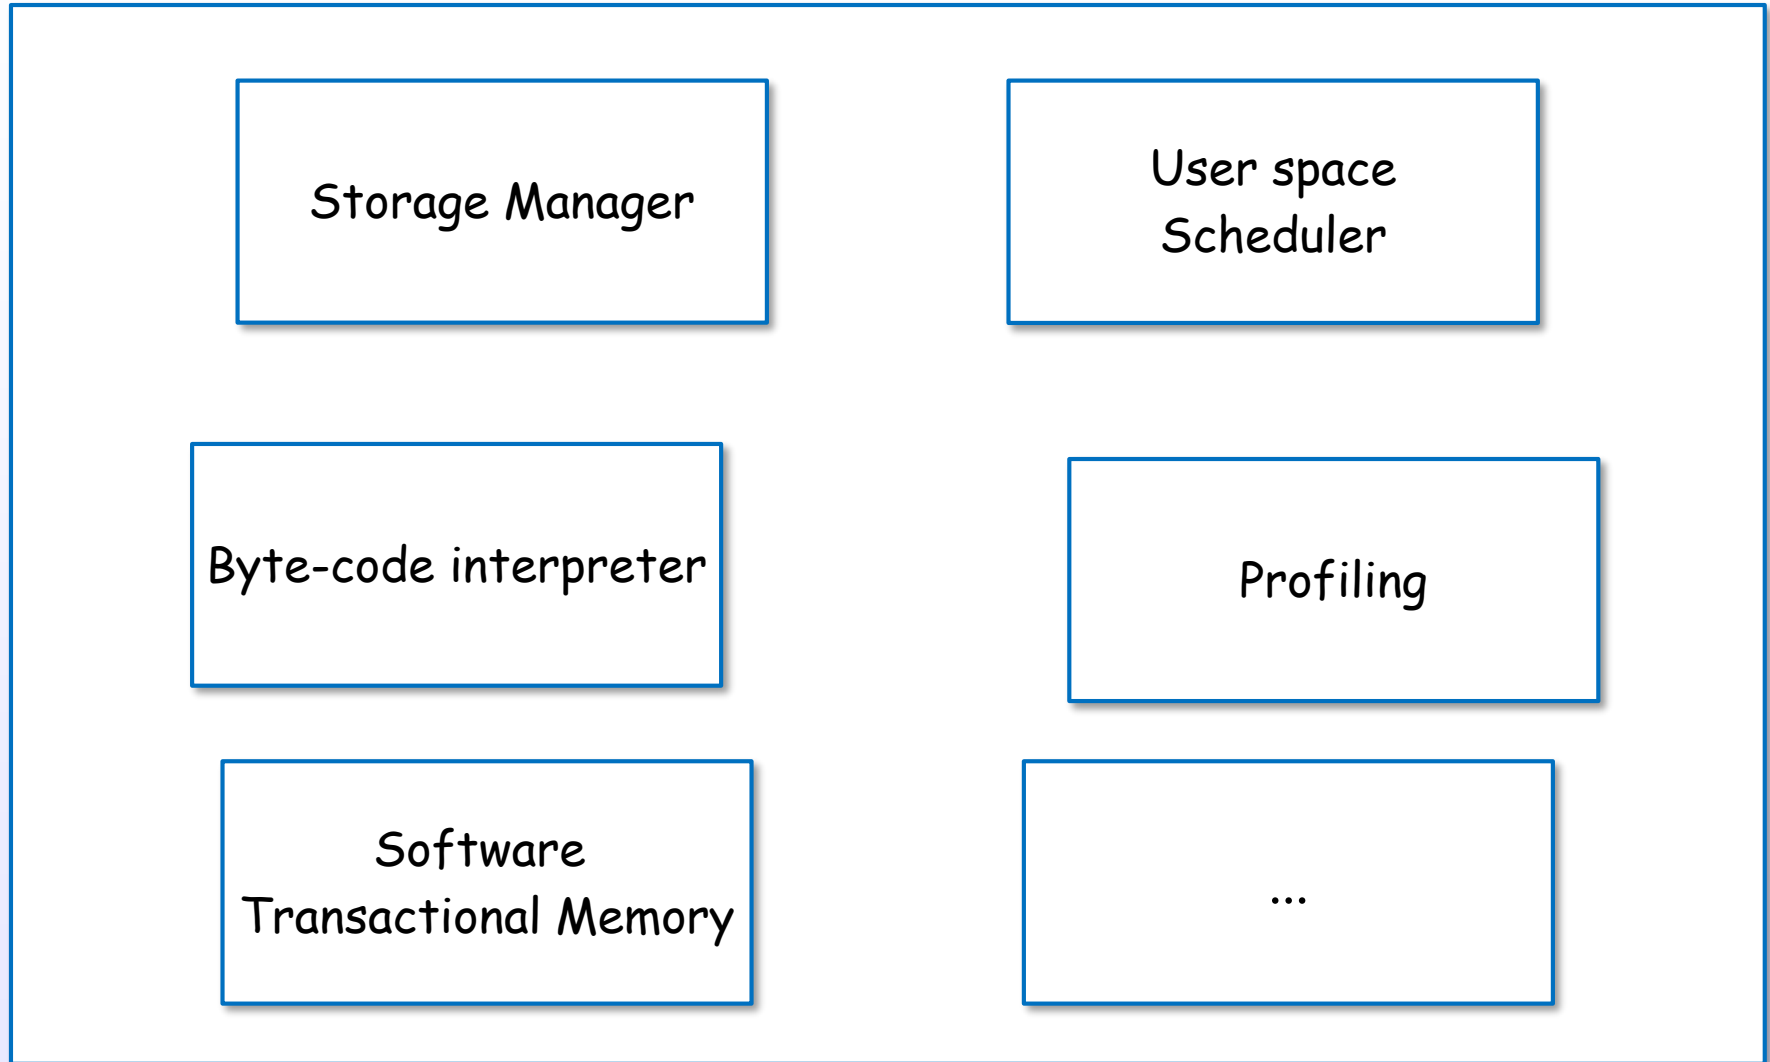 Storage Manager
User space
Scheduler
Byte-code interpreter
Profiling
Software
Transactional Memory
...